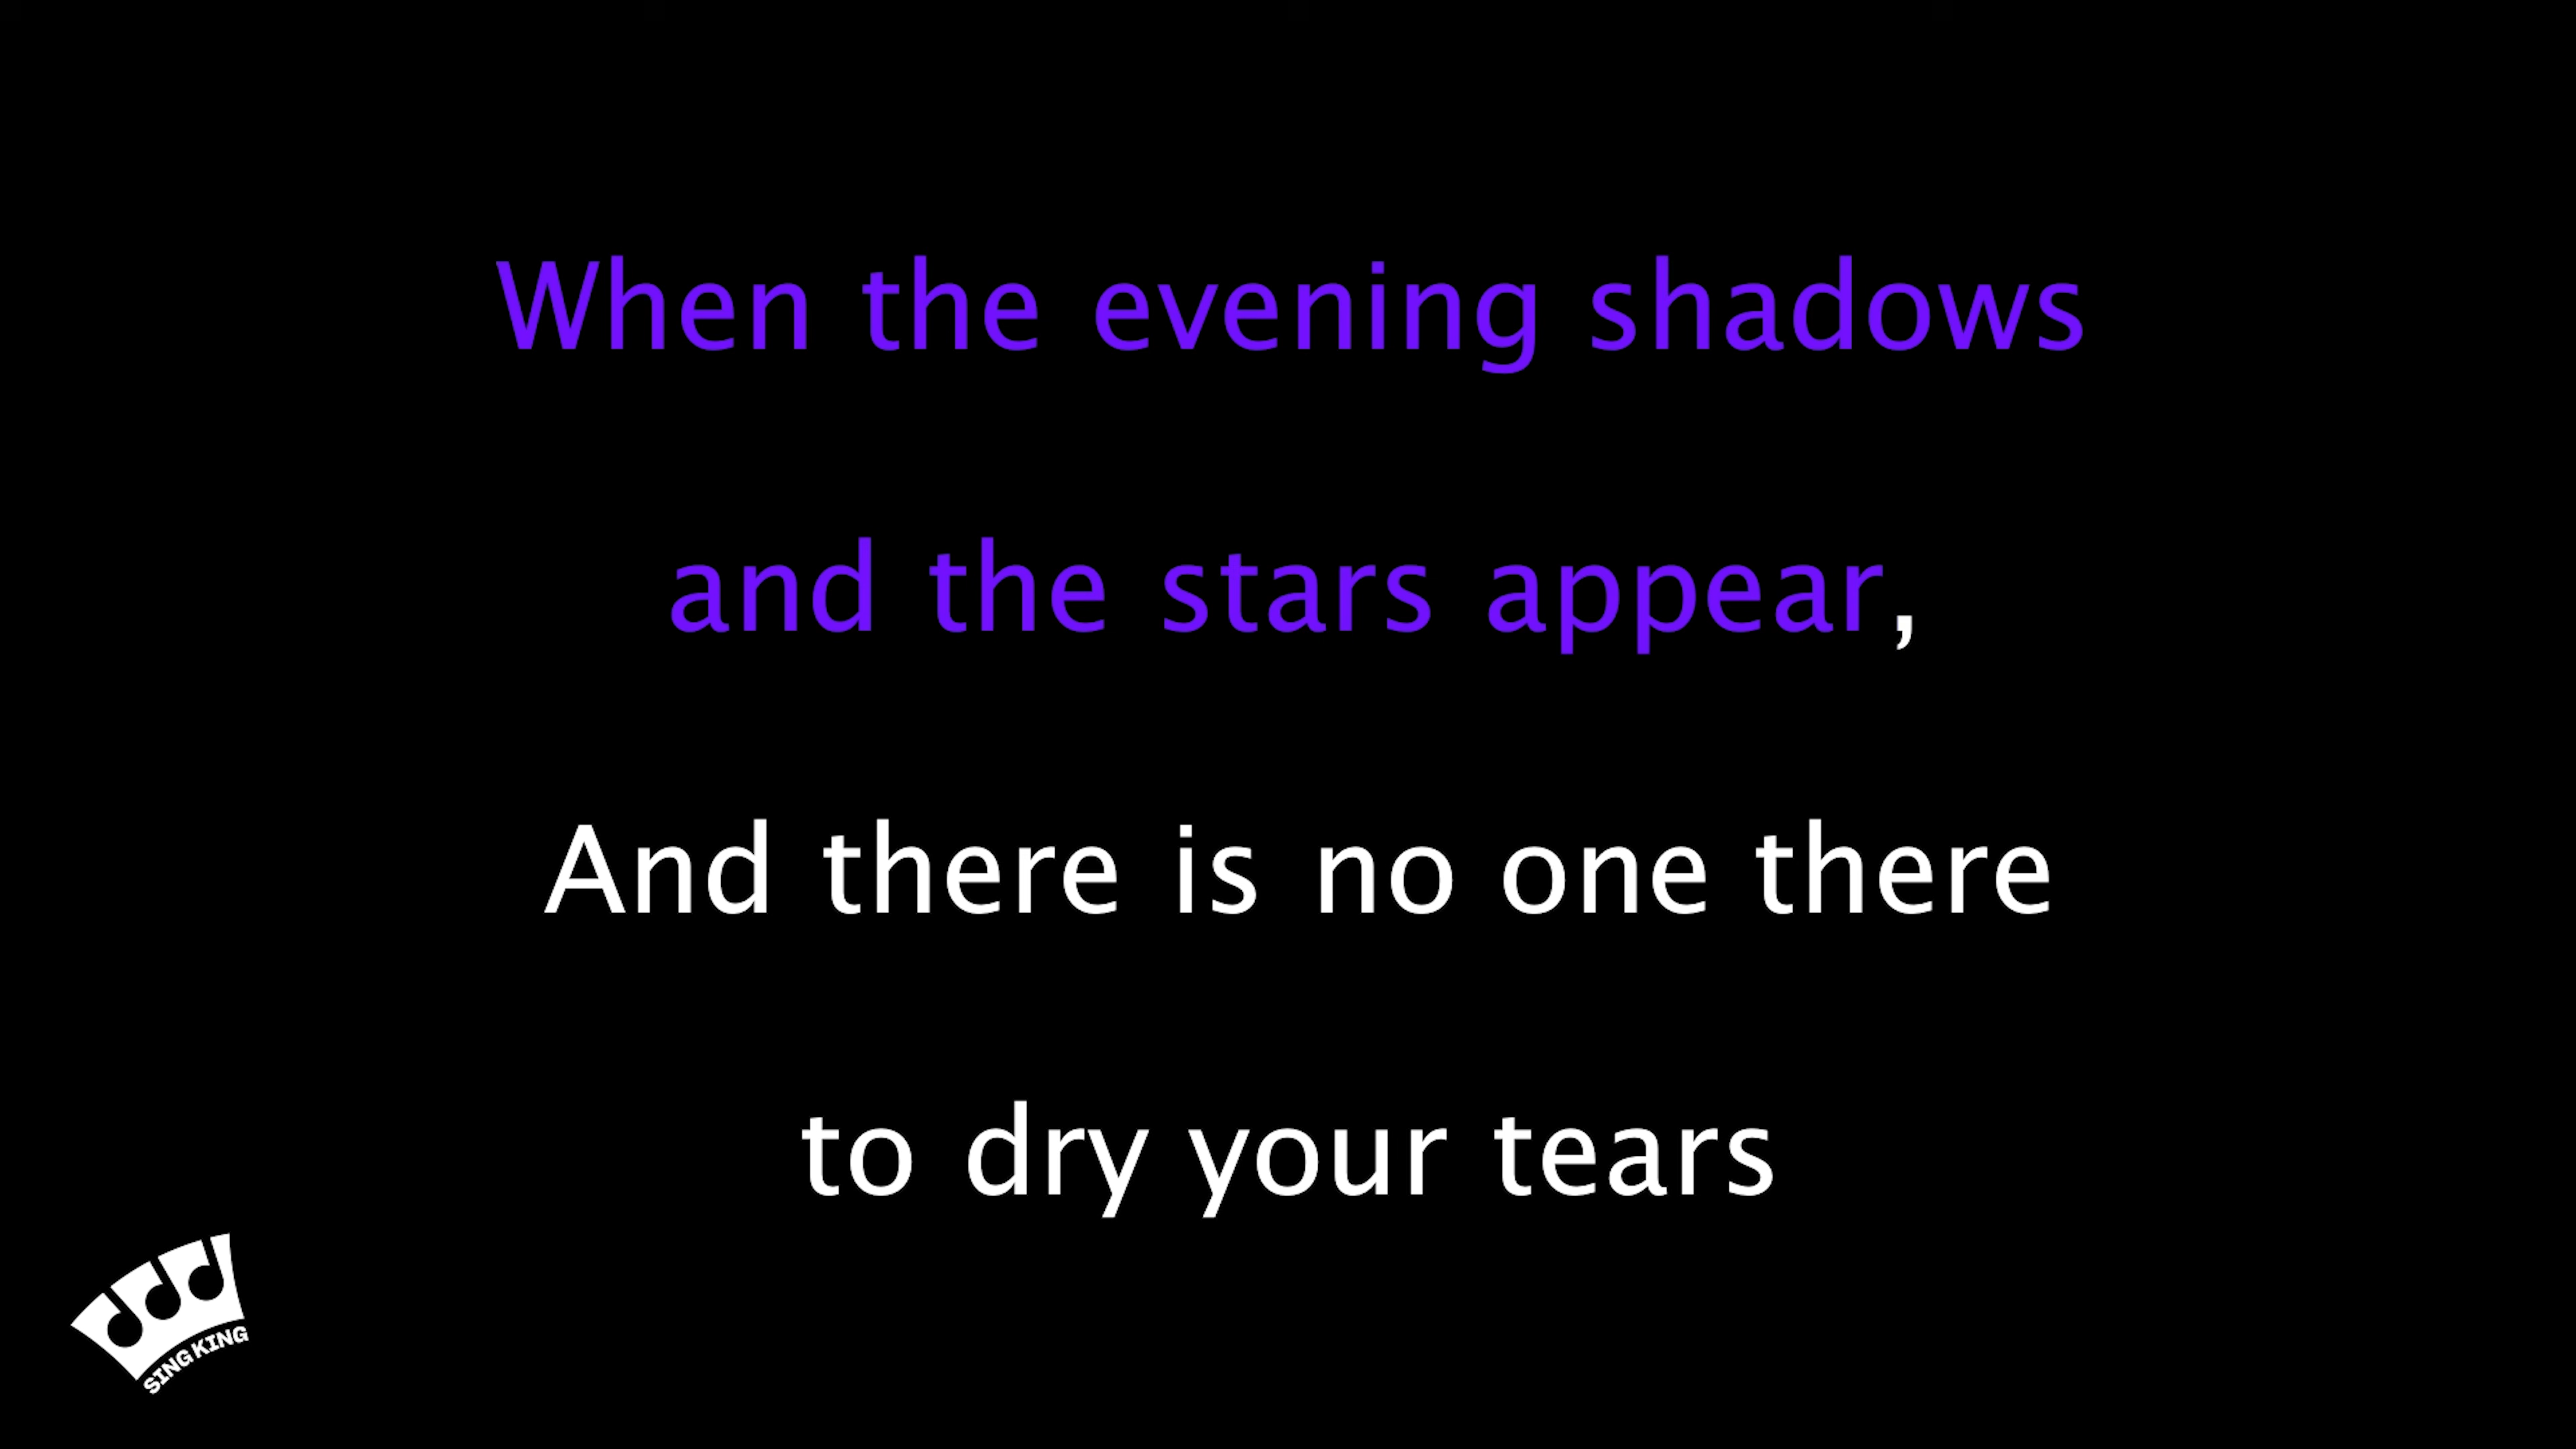 When the evening shadows
and the stars appear,
And there is no one there
to dry your tears
SING KING